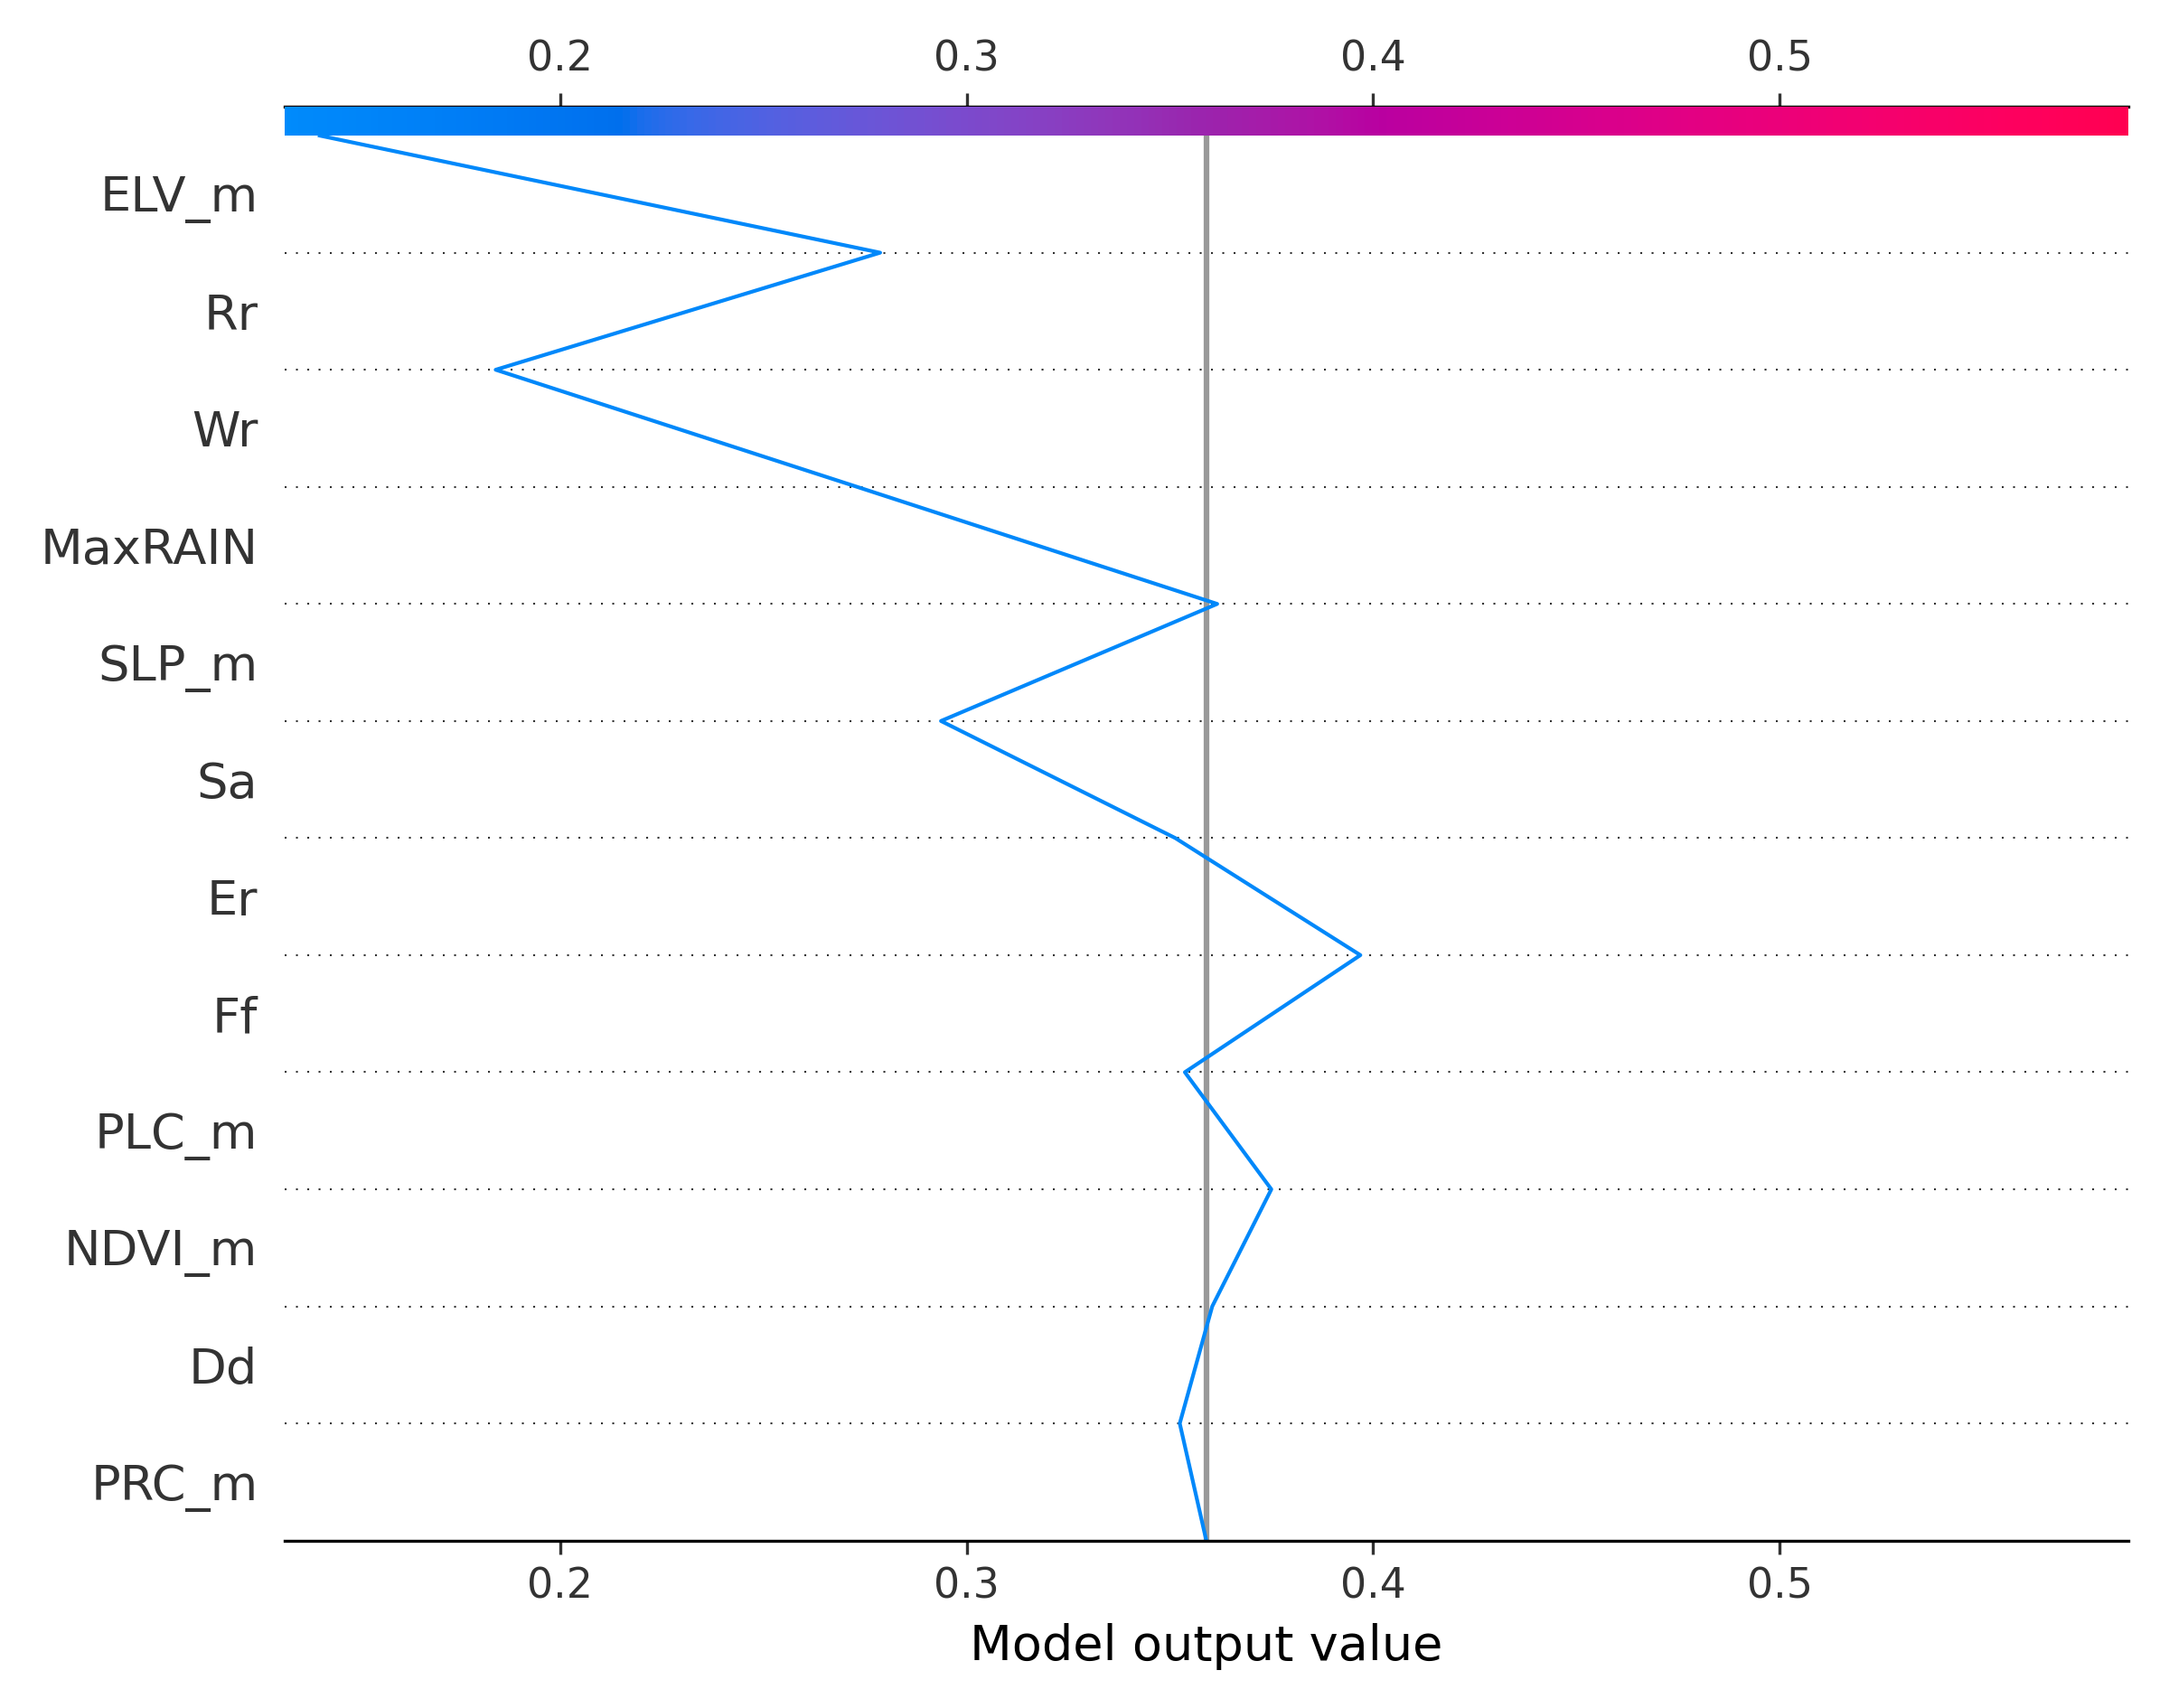 0.2 0.3 0.4 0.5
ELV_m
Rr
Wr
MaxRAIN
SLP_m
Sa
Er
Ff
PLC_m
NDVI_m
Dd
PRC_m
0.2 0.3 0.4 0.5
Model output value